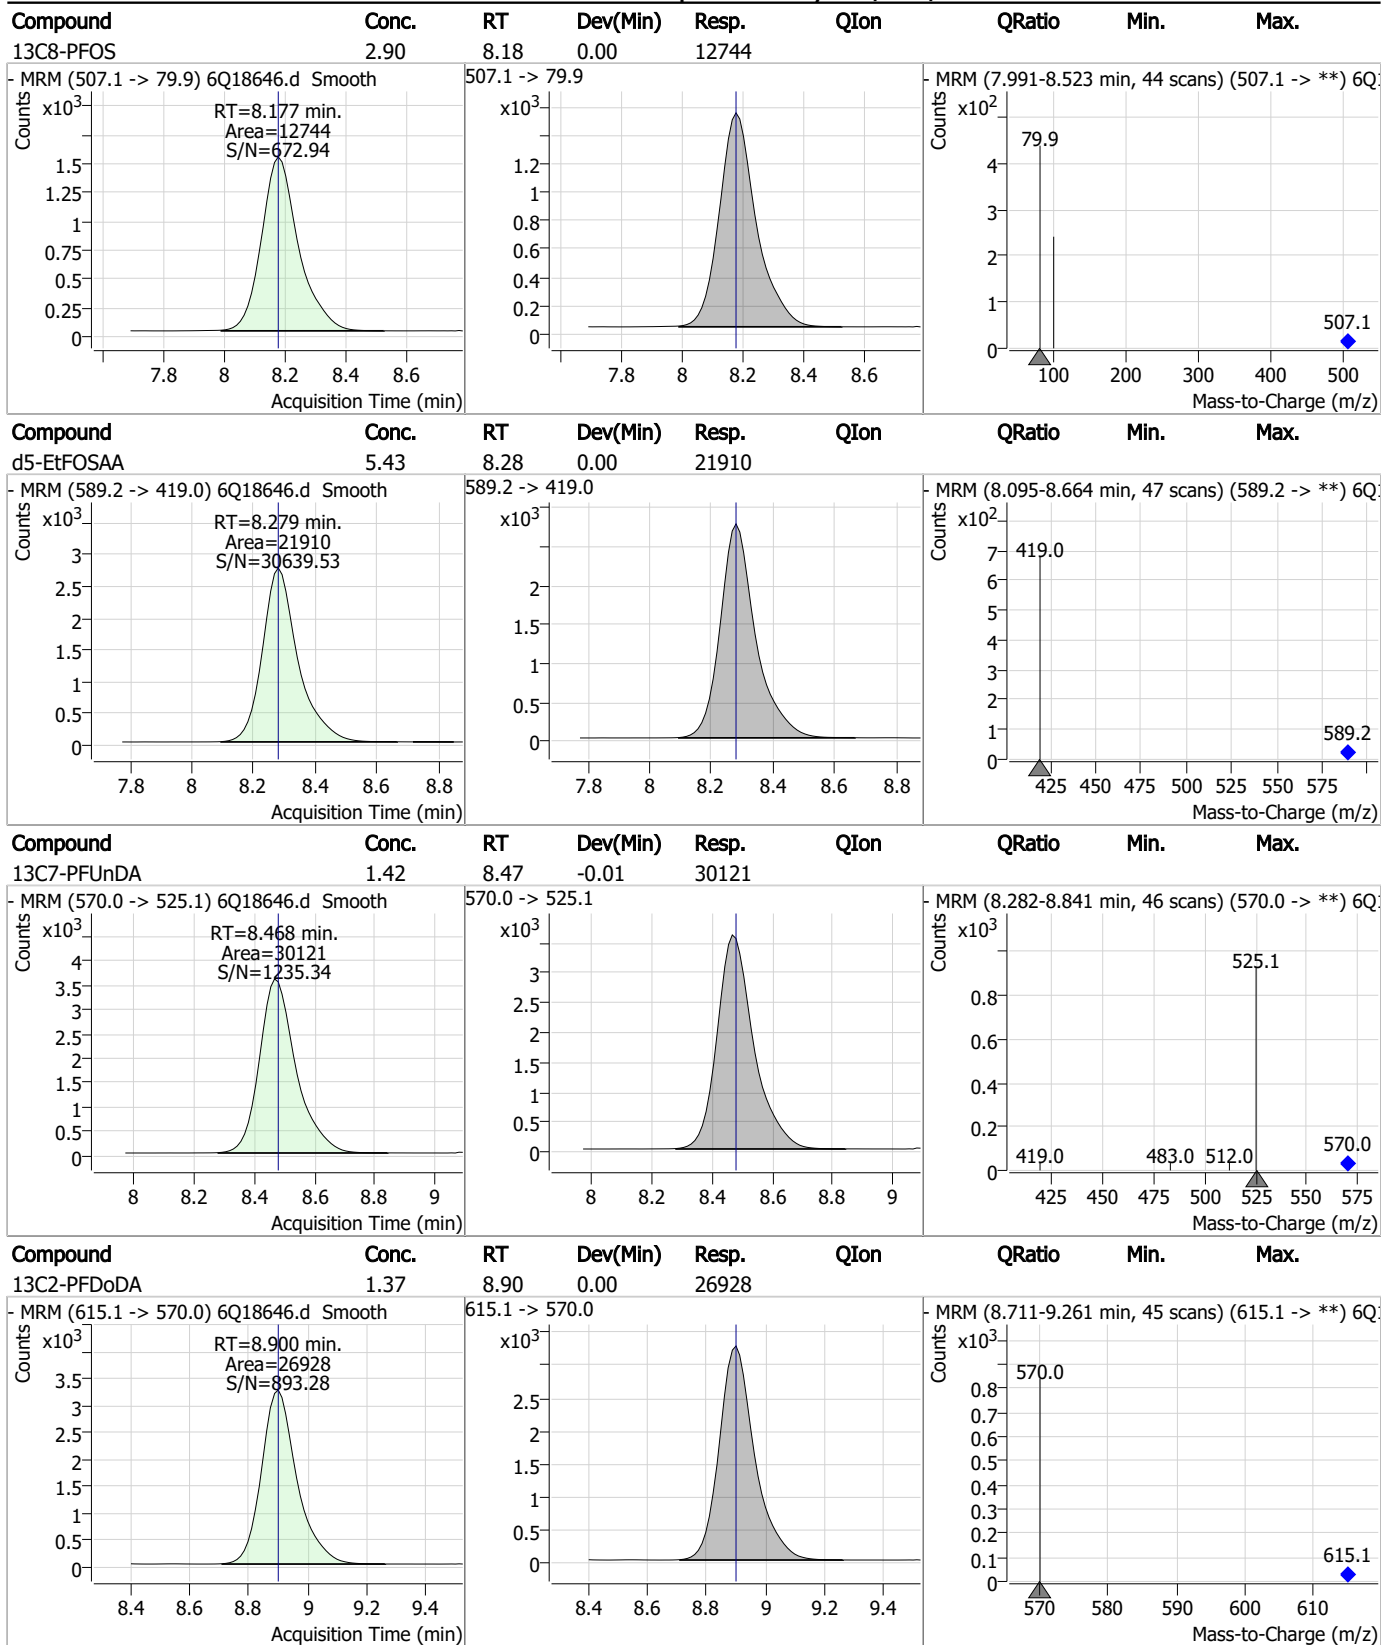 Compound Conc. RT Dev(Min) Resp. QIon QRatio Min. Max.
13C8-PFOS 2.90 8.18 0.00 12744
- MRM (507.1 -> 79.9) 6Q18646.d Smooth
507.1 -> 79.9
- MRM (7.991-8.523 min, 44 scans) (507.1 -> **) 6Q
Counts
x10³
RT=8.177 min.
Area=12744
S/N=672.94
1.5
1.25
1
0.75
0.5
0.25
0
7.8 8 8.2 8.4 8.6
Acquisition Time (min)
x10³
1.2
1
0.8
0.6
0.4
0.2
0
7.8 8 8.2 8.4 8.6
Counts
x10²
79.9
507.1
4
3
2
1
0
100 200 300 400 500
Mass-to-Charge (m/z)
Compound Conc. RT Dev(Min) Resp. QIon QRatio Min. Max.
d5-EtFOSAA 5.43 8.28 0.00 21910
- MRM (589.2 -> 419.0) 6Q18646.d Smooth
589.2 -> 419.0
- MRM (8.095-8.664 min, 47 scans) (589.2 -> **) 6Q
Counts
x10³
RT=8.279 min.
Area=21910
S/N=30639.53
3
2.5
2
1.5
1
0.5
0
7.8 8 8.2 8.4 8.6 8.8
Acquisition Time (min)
x10³
2
1.5
1
0.5
0
7.8 8 8.2 8.4 8.6 8.8
Counts
x10²
419.0
589.2
7
6
5
4
3
2
1
0
425 450 475 500 525 550 575
Mass-to-Charge (m/z)
Compound Conc. RT Dev(Min) Resp. QIon QRatio Min. Max.
13C7-PFUnDA 1.42 8.47 -0.01 30121
- MRM (570.0 -> 525.1) 6Q18646.d Smooth
570.0 -> 525.1
- MRM (8.282-8.841 min, 46 scans) (570.0 -> **) 6Q
Counts
x10³
RT=8.468 min.
Area=30121
S/N=1235.34
4
3.5
3
2.5
2
1.5
1
0.5
0
8 8.2 8.4 8.6 8.8 9
Acquisition Time (min)
x10³
3
2.5
2
1.5
1
0.5
0
8 8.2 8.4 8.6 8.8 9
Counts
x10³
525.1
0.8
0.6
0.4
0.2
0
419.0 483.0 512.0 570.0
425 450 475 500 525 550 575
Mass-to-Charge (m/z)
Compound Conc. RT Dev(Min) Resp. QIon QRatio Min. Max.
13C2-PFDoDA 1.37 8.90 0.00 26928
- MRM (615.1 -> 570.0) 6Q18646.d Smooth
615.1 -> 570.0
- MRM (8.711-9.261 min, 45 scans) (615.1 -> **) 6Q
Counts
x10³
RT=8.900 min.
Area=26928
S/N=893.28
3.5
3
2.5
2
1.5
1
0.5
0
8.4 8.6 8.8 9 9.2 9.4
Acquisition Time (min)
x10³
2.5
2
1.5
1
0.5
0
8.4 8.6 8.8 9 9.2 9.4
Counts
x10³
570.0
615.1
0.8
0.7
0.6
0.5
0.4
0.3
0.2
0.1
0
570 580 590 600 610
Mass-to-Charge (m/z)